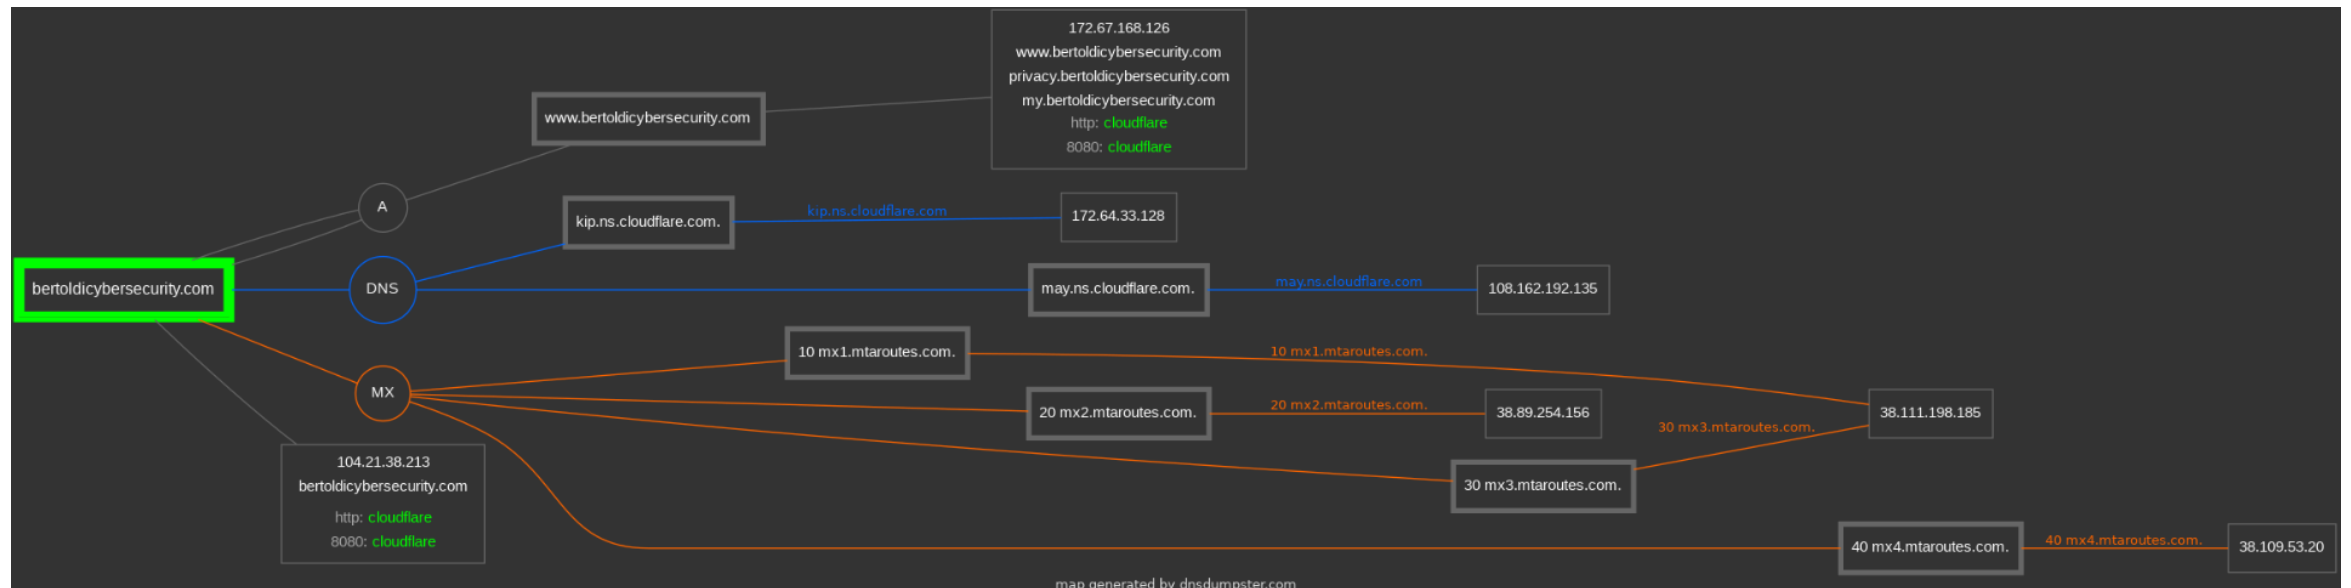 172.67.168.126
www.bertoldicybersecurity.com
privacy.bertoldicybersecurity.com
my.bertoldicybersecurity.com
http: cloudflare
8080: cloudflare
www.bertoldicybersecurity.com
A
kip.ns.cloudflare.com.
kip.ns.cloudflare.com
172.64.33.128
bertoldicybersecurity.com
DNS
may.ns.cloudflare.com.
may.ns.cloudflare.com
108.162.192.135
10 mx1.mtaroutes.com.
10 mx1.mtaroutes.com.
MX
20 mx2.mtaroutes.com.
20 mx2.mtaroutes.com.
38.89.254.156
38.111.198.185
30 mx3.mtaroutes.com.
30 mx3.mtaroutes.com.
104.21.38.213
bertoldicybersecurity.com
http: cloudflare
8080: cloudflare
40 mx4.mtaroutes.com.
40 mx4.mtaroutes.com.
38.109.53.20
map generated by dnsdumpster.com